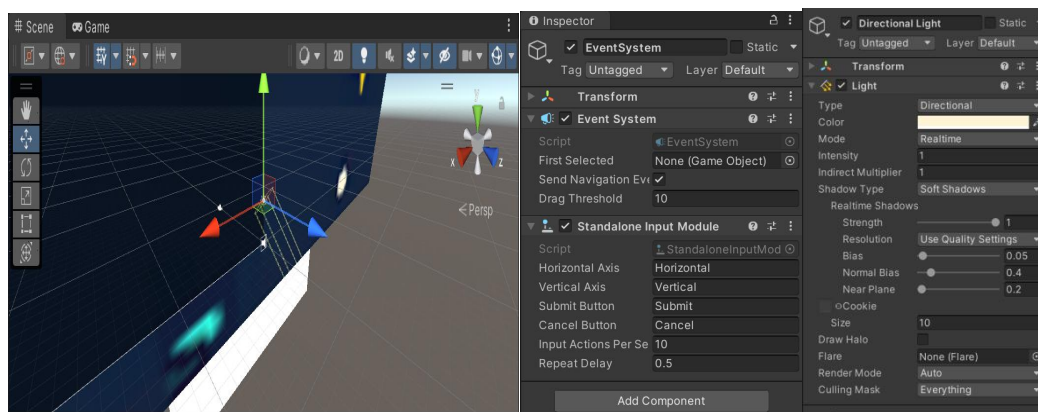 Scene Game
2D
y
x
z
Persp
Inspector
EventSystem
Static
Tag Untagged Layer Default
Transform
Event System
Script EventSystem
First Selected None (Game Object)
Send Navigation Eve
Drag Threshold 10
Standalone Input Module
Script StandaloneInputMod
Horizontal Axis Horizontal
Vertical Axis Vertical
Submit Button Submit
Cancel Button Cancel
Input Actions Per Se 10
Repeat Delay 0.5
Add Component
Directional Light Static
Tag Untagged Layer Default
Transform
Light
Type Directional
Color
Mode Realtime
Intensity 1
Indirect Multiplier 1
Shadow Type Soft Shadows
Realtime Shadows
Strength 1
Resolution Use Quality Settings
Bias 0.05
Normal Bias 0.4
Near Plane 0.2
Cookie
Size 10
Draw Halo
Flare None (Flare)
Render Mode Auto
Culling Mask Everything